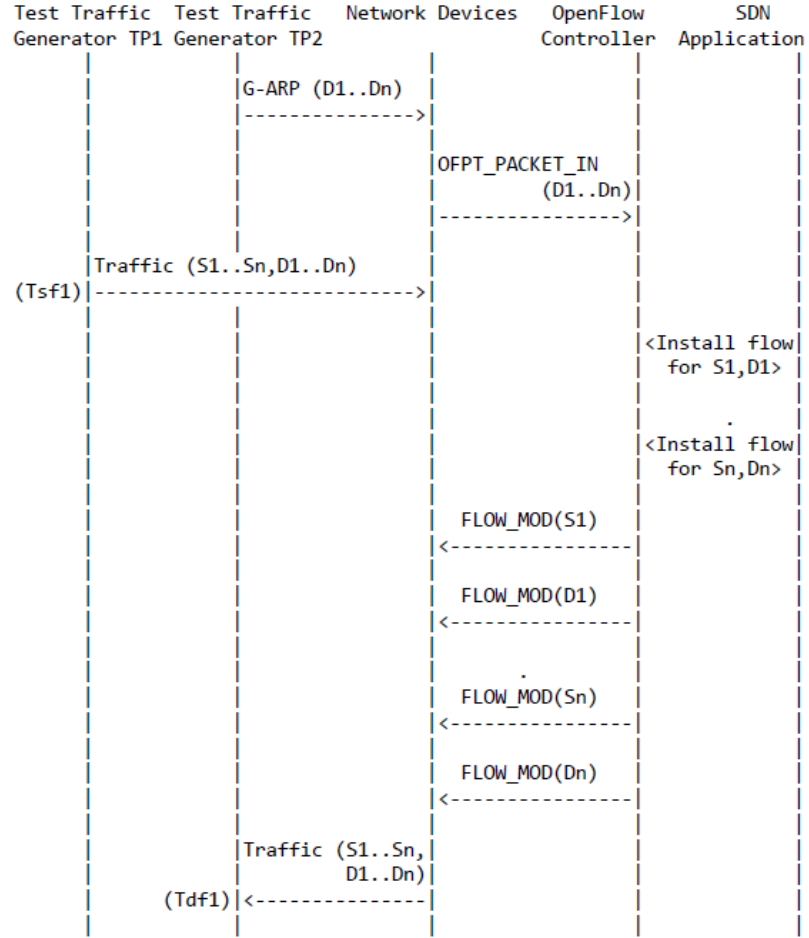 Test Traffic Test Traffic Network Devices OpenFlow SDN
Generator TP1 Generator TP2 Controller Application
G-ARP (D1..Dn)
--------------->
OFPT_PACKET_IN
(D1..Dn)
---------------->
Traffic (S1..Sn,D1..Dn)
(Tsf1)|---------------------------->
<Install flow
for S1,D1>
.
<Install flow
for Sn,Dn>
FLOW_MOD(S1)
<----------------
FLOW_MOD(D1)
<----------------
.
FLOW_MOD(Sn)
<----------------
FLOW_MOD(Dn)
<----------------
Traffic (S1..Sn,
D1..Dn)
(Tdf1)|<---------------